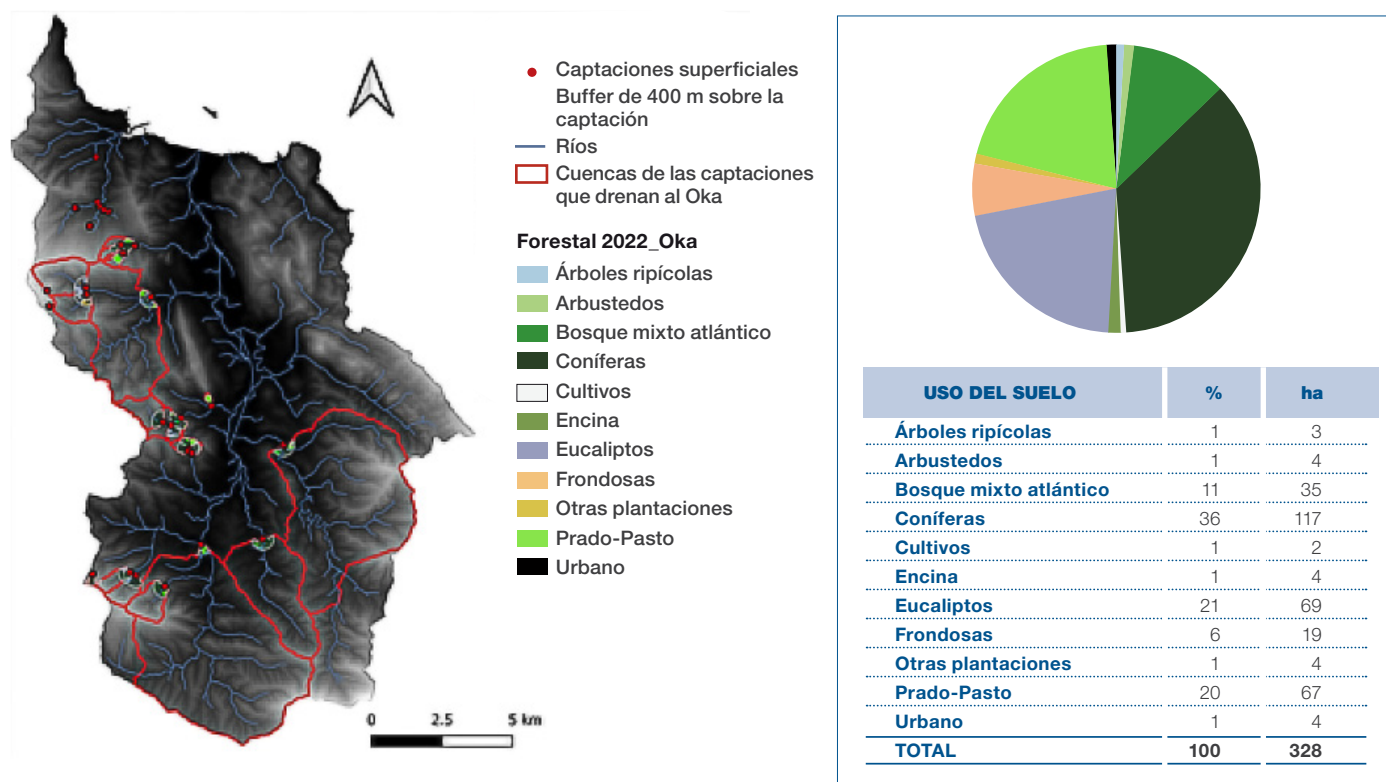 Captaciones superficiales
Buffer de 400 m sobre la
captación
Ríos
Cuencas de las captaciones
que drenan al Oka
Forestal 2022_Oka
Árboles ripícolas
Arbustedos
Bosque mixto atlántico
Coníferas
Cultivos
Encina
Eucaliptos
Frondosas
Otras plantaciones
Prado-Pasto
Urbano
0 2.5 5 km
USO DEL SUELO % ha
Árboles ripícolas 1 3
Arbustedos 1 4
Bosque mixto atlántico 11 35
Coníferas 36 117
Cultivos 1 2
Encina 1 4
Eucaliptos 21 69
Frondosas 6 19
Otras plantaciones 1 4
Prado-Pasto 20 67
Urbano 1 4
TOTAL 100 328